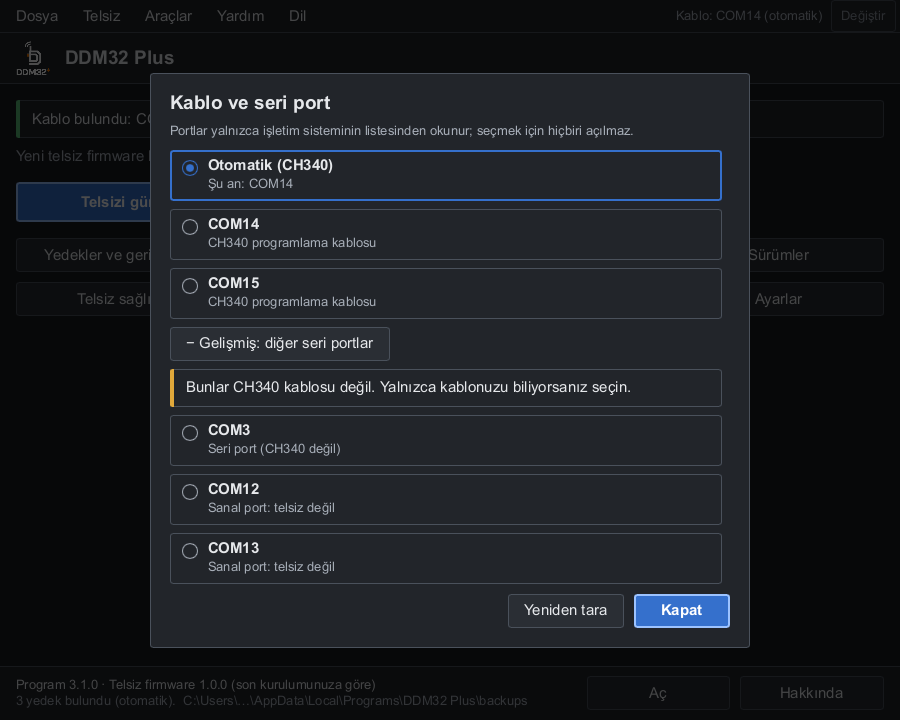 Dosya Telsiz Araçlar Yardım Dil Kablo: COM14 (otomatik) Değiştir
DDM32 Plus
DDM32+
Kablo ve seri port
Kablo bulundu:
Portlar yalnızca işletim sisteminin listesinden okunur; seçmek için hiçbiri açılmaz.
Yeni telsiz firmware
Otomatik (CH340)
Şu an: COM14
Telsizi
COM14
CH340 programlama kablosu
Yedekler ve
Sürümler
COM15
CH340 programlama kablosu
Telsiz
Ayarlar
− Gelişmiş: diğer seri portlar
Bunlar CH340 kablosu değil. Yalnızca kablonuzu biliyorsanız seçin.
COM3
Seri port (CH340 değil)
COM12
Sanal port: telsiz değil
COM13
Sanal port: telsiz değil
Yeniden tara Kapat
Program 3.1.0 · Telsiz firmware 1.0.0 (son kurulumunuza göre)
3 yedek bulundu (otomatik). C:\Users\...\AppData\Local\Programs\DDM32 Plus\backups
Aç Hakkında